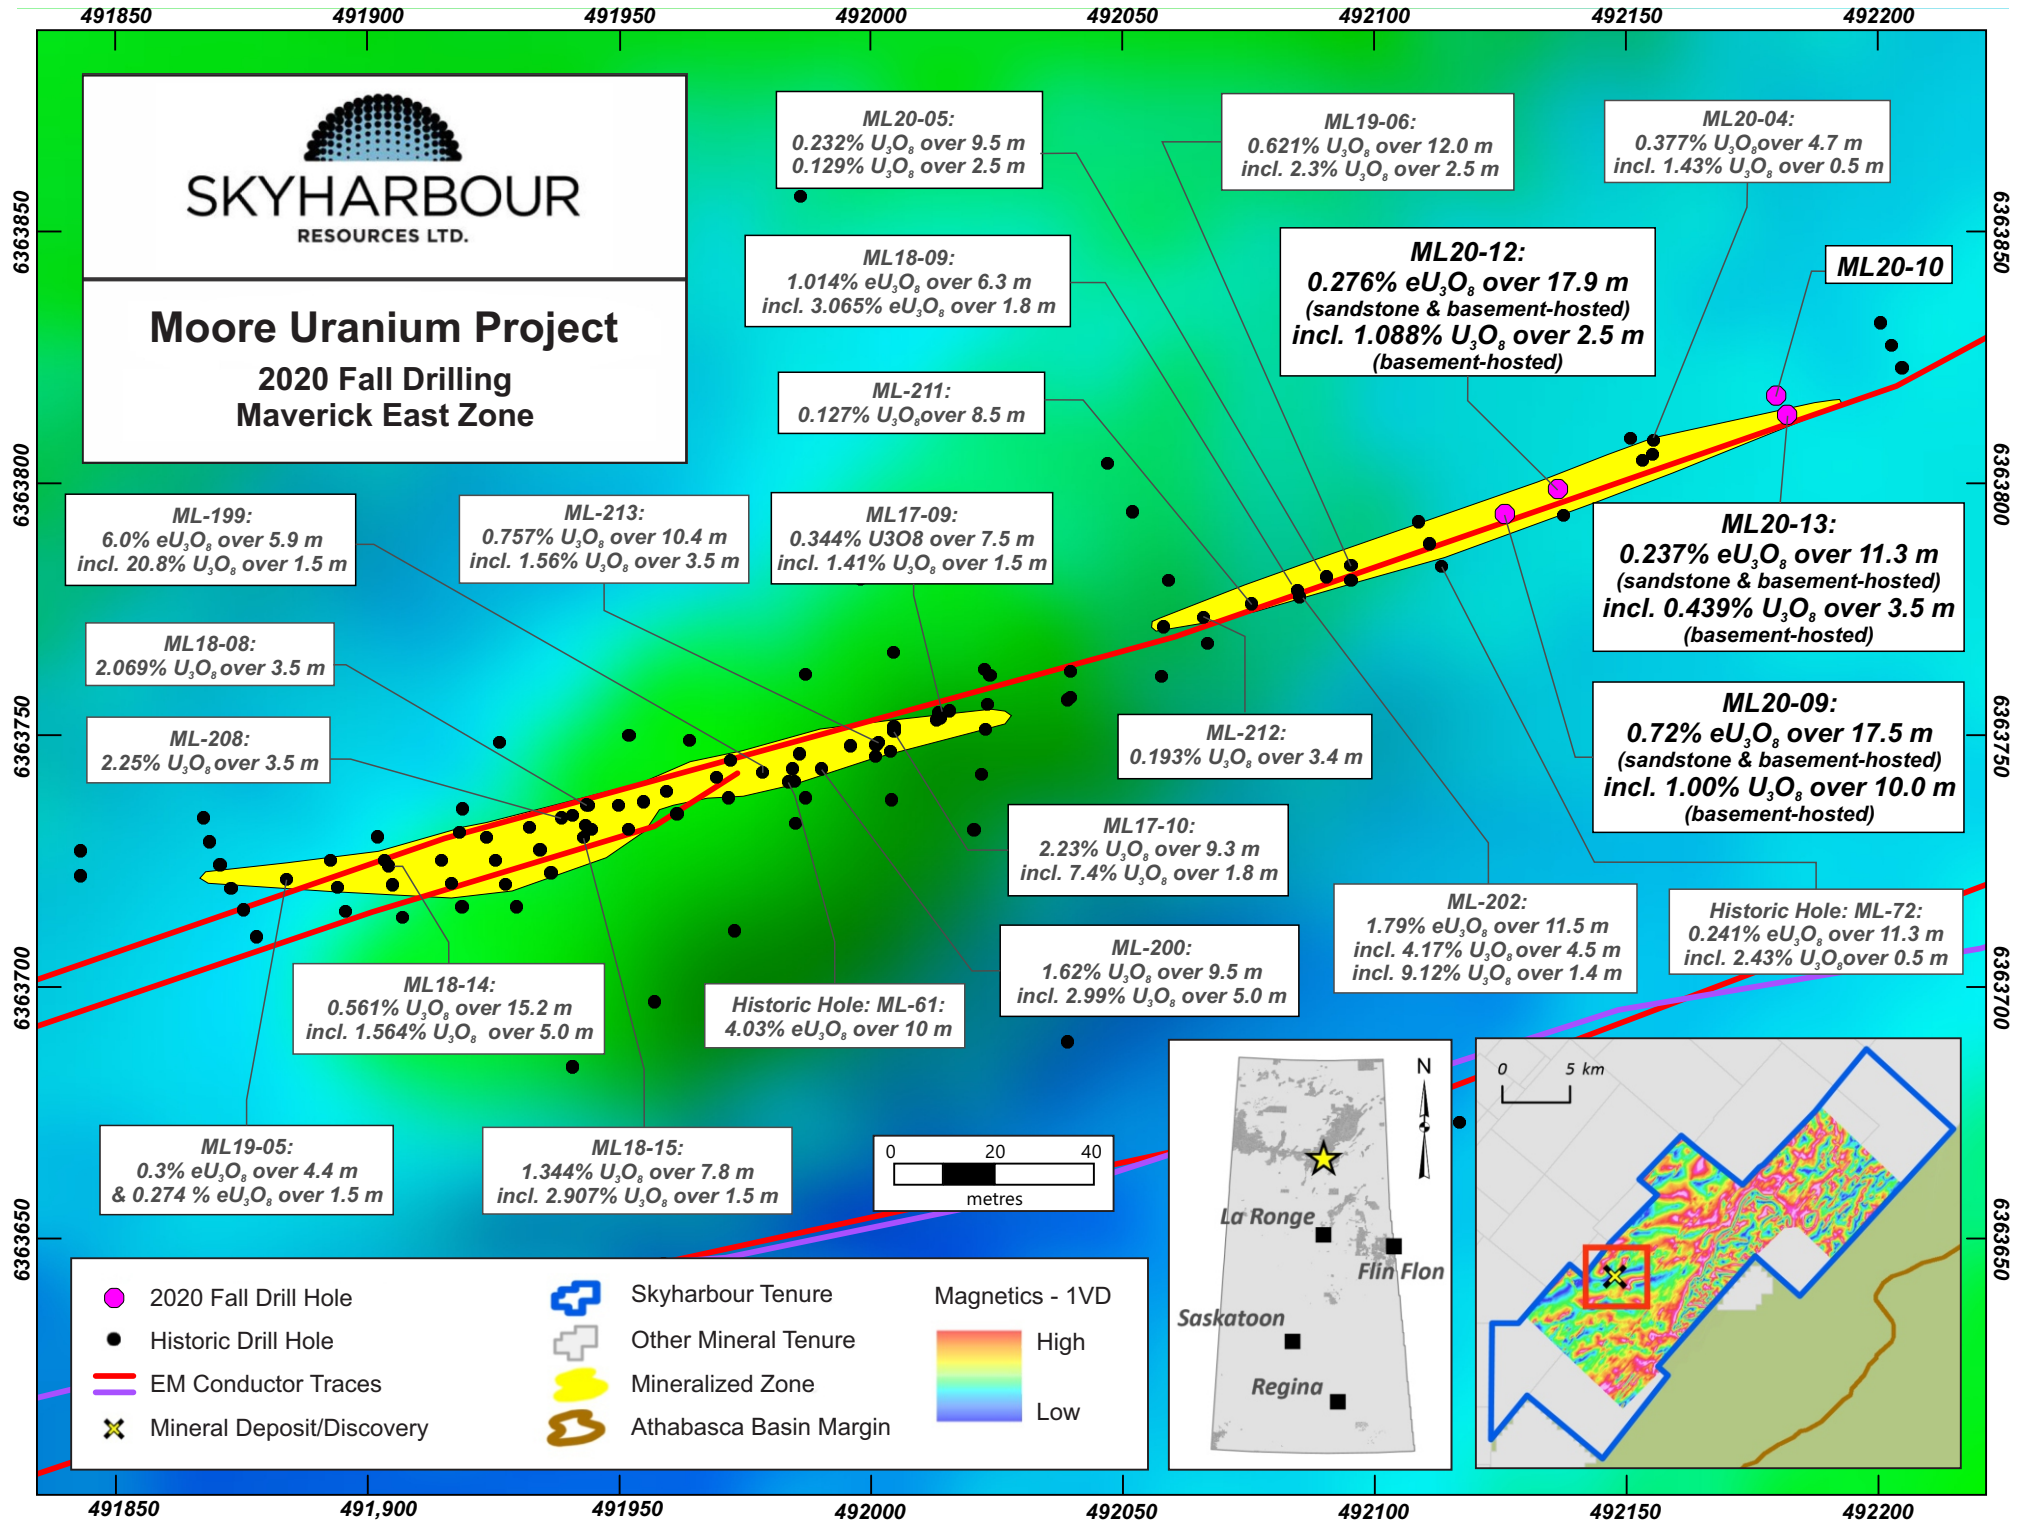 491850 491900 491950 492000 492050 492100 492150 492200
SKYHARBOUR
RESOURCES LTD.
Moore Uranium Project
2020 Fall Drilling
Maverick East Zone
ML20-05:
0.232% U₃O₈ over 9.5 m
0.129% U₃O₈ over 2.5 m
ML19-06:
0.621% U₃O₈ over 12.0 m
incl. 2.3% U₃O₈ over 2.5 m
ML20-04:
0.377% U₃O₈over 4.7 m
incl. 1.43% U₃O₈ over 0.5 m
ML18-09:
1.014% eU₃O₈ over 6.3 m
incl. 3.065% eU₃O₈ over 1.8 m
ML20-12:
0.276% eU₃O₈ over 17.9 m
(sandstone & basement-hosted)
incl. 1.088% U₃O₈ over 2.5 m
(basement-hosted)
ML20-10
ML-211:
0.127% U₃O₈over 8.5 m
ML-199:
6.0% eU₃O₈ over 5.9 m
incl. 20.8% U₃O₈ over 1.5 m
ML-213:
0.757% U₃O₈ over 10.4 m
incl. 1.56% U₃O₈ over 3.5 m
ML17-09:
0.344% U3O8 over 7.5 m
incl. 1.41% U₃O₈ over 1.5 m
ML20-13:
0.237% eU₃O₈ over 11.3 m
(sandstone & basement-hosted)
incl. 0.439% U₃O₈ over 3.5 m
(basement-hosted)
ML18-08:
2.069% U₃O₈ over 3.5 m
ML-208:
2.25% U₃O₈ over 3.5 m
ML-212:
0.193% U₃O₈ over 3.4 m
ML20-09:
0.72% eU₃O₈ over 17.5 m
(sandstone & basement-hosted)
incl. 1.00% U₃O₈ over 10.0 m
(basement-hosted)
ML17-10:
2.23% U₃O₈ over 9.3 m
incl. 7.4% U₃O₈ over 1.8 m
ML-202:
1.79% eU₃O₈ over 11.5 m
incl. 4.17% U₃O₈ over 4.5 m
incl. 9.12% U₃O₈ over 1.4 m
Historic Hole: ML-72:
0.241% eU₃O₈ over 11.3 m
incl. 2.43% U₃O₈over 0.5 m
ML-200:
1.62% U₃O₈ over 9.5 m
incl. 2.99% U₃O₈ over 5.0 m
ML18-14:
0.561% U₃O₈ over 15.2 m
incl. 1.564% U₃O₈ over 5.0 m
Historic Hole: ML-61:
4.03% eU₃O₈ over 10 m
ML19-05:
0.3% eU₃O₈ over 4.4 m
& 0.274 % eU₃O₈ over 1.5 m
ML18-15:
1.344% U₃O₈ over 7.8 m
incl. 2.907% U₃O₈ over 1.5 m
0 20 40
metres
N
La Ronge
Flin Flon
Saskatoon
Regina
0 5 km
2020 Fall Drill Hole
Historic Drill Hole
EM Conductor Traces
Mineral Deposit/Discovery
Skyharbour Tenure
Other Mineral Tenure
Mineralized Zone
Athabasca Basin Margin
Magnetics - 1VD
High
Low
6363850
6363800
6363750
6363700
6363650
6363850
6363800
6363750
6363700
6363650
491850 491,900 491950 492000 492050 492100 492150 492200